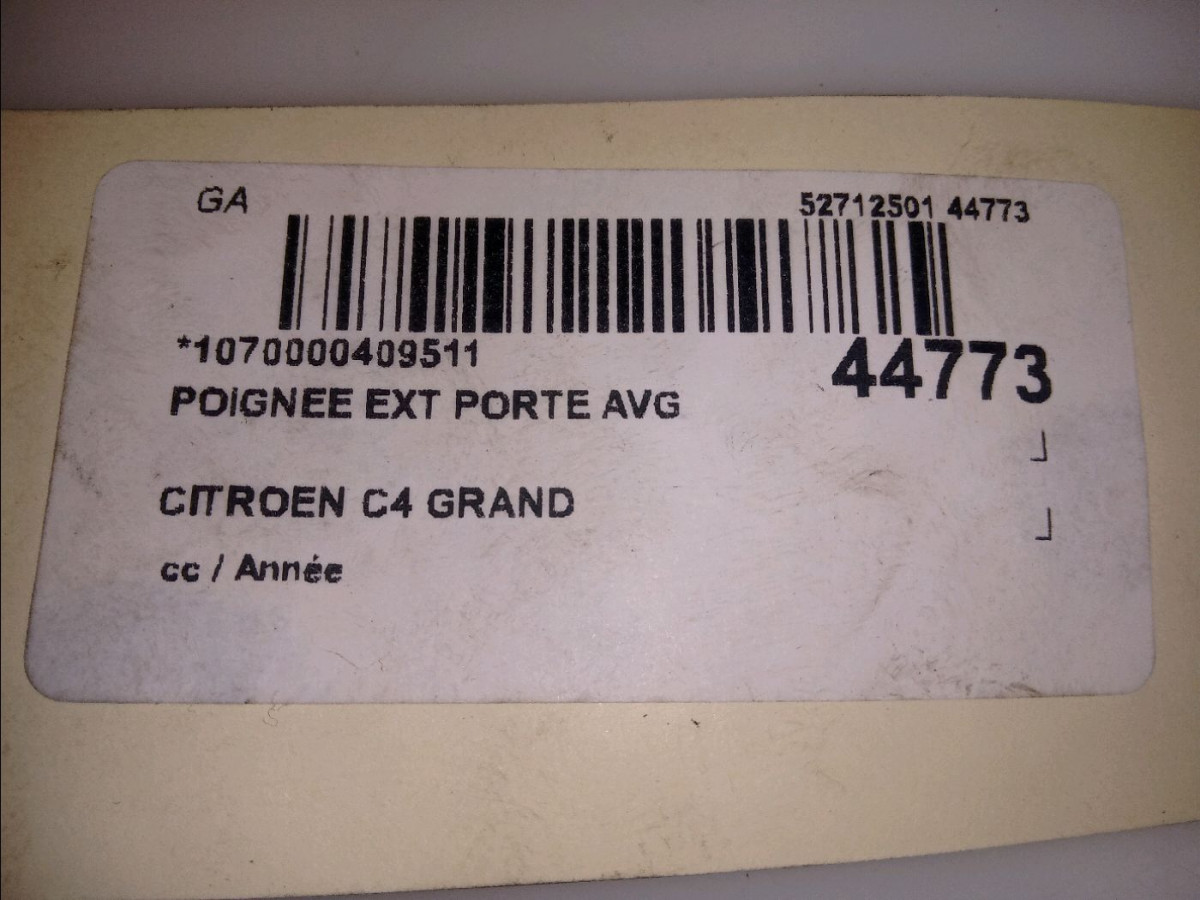 GA
52712501 44773
*1070000409511
44773
POIGNEE EXT PORTE AVG
CITROEN C4 GRAND
cc / Année